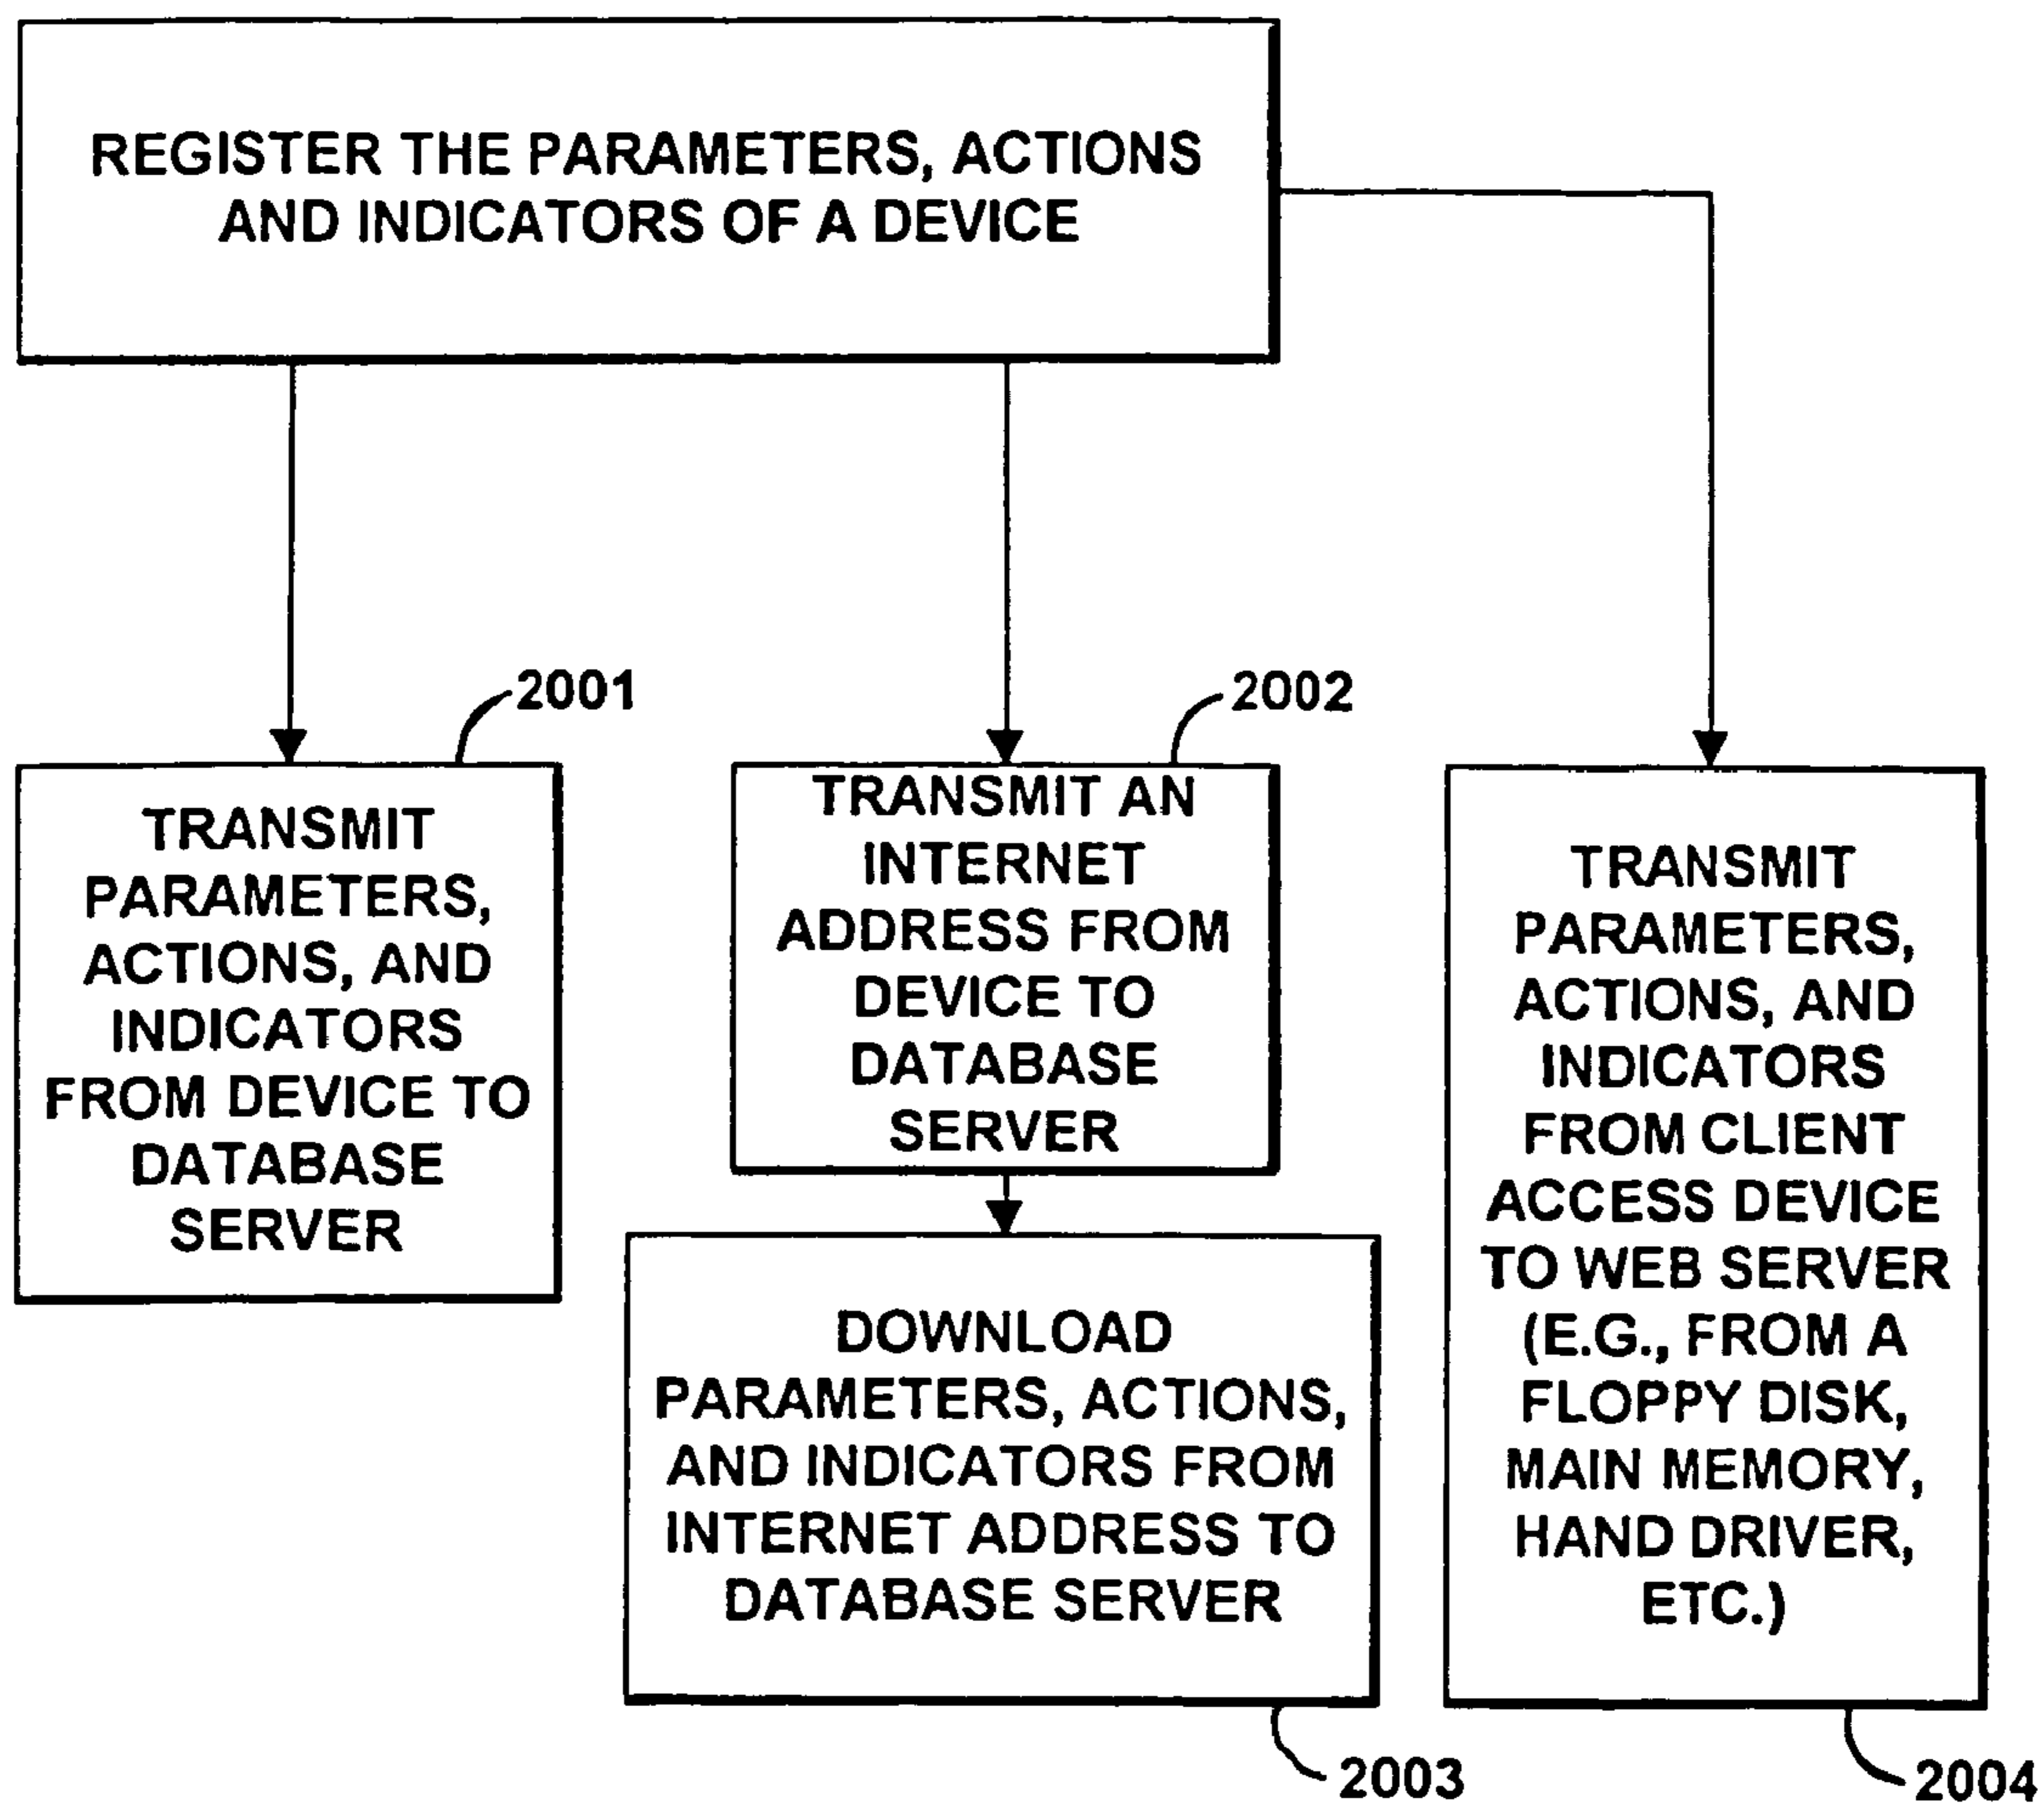 REGISTER THE PARAMETERS, ACTIONS
AND INDICATORS OF A DEVICE
2001
TRANSMIT
PARAMETERS,
ACTIONS, AND
INDICATORS
FROM DEVICE TO
DATABASE
SERVER
2002
TRANSMIT AN
INTERNET
ADDRESS FROM
DEVICE TO
DATABASE
SERVER
DOWNLOAD
PARAMETERS, ACTIONS,
AND INDICATORS FROM
INTERNET ADDRESS TO
DATABASE SERVER
2003
TRANSMIT
PARAMETERS,
ACTIONS, AND
INDICATORS
FROM CLIENT
ACCESS DEVICE
TO WEB SERVER
(E.G., FROM A
FLOPPY DISK,
MAIN MEMORY,
HAND DRIVER,
ETC.)
2004